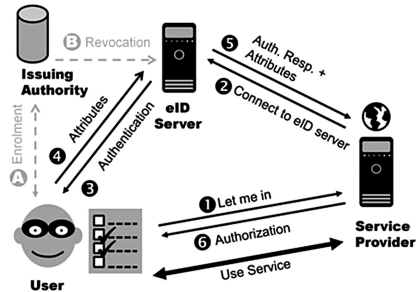 B Revocation
Issuing
Authority
eID
Server
5 Auth. Resp. +
Attributes
2 Connect to eID server
A Enrolment
4 Attributes
Authentication
3
1 Let me in
6 Authorization
Use Service
User
Service
Provider